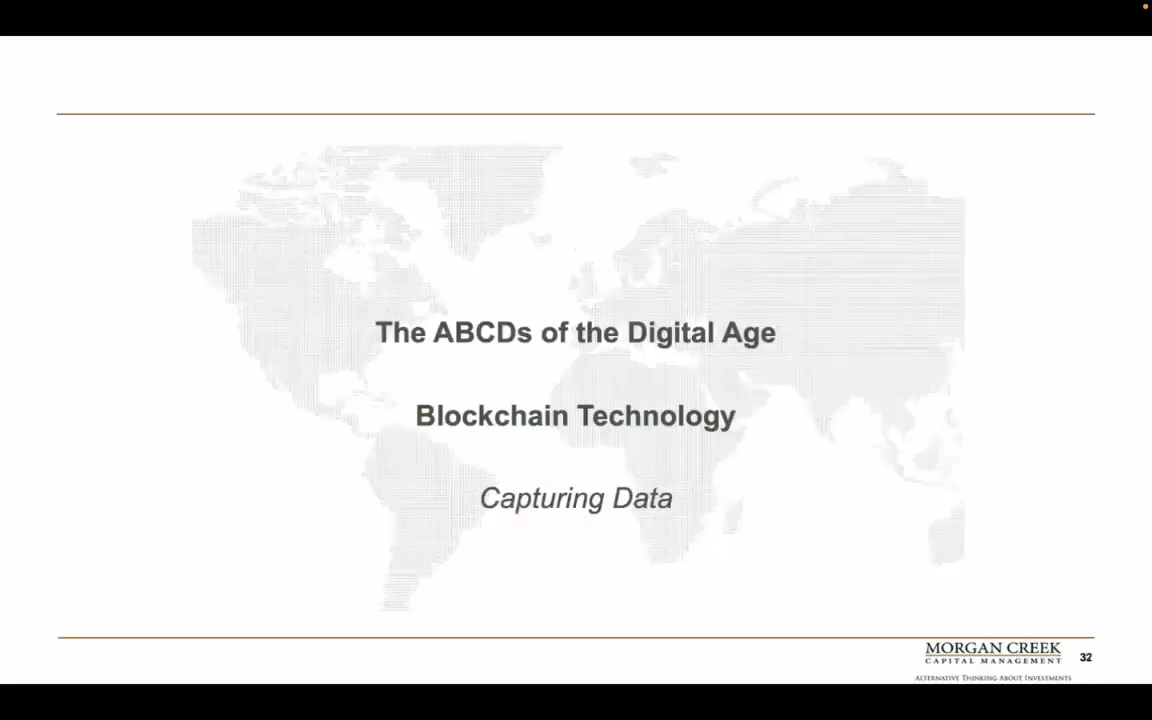 The ABCDs of the Digital Age
Blockchain Technology
Capturing Data
MORGAN CREEK
CAPITAL MANAGEMENT
32
ALTERNATIVE THINKING ABOUT INVESTMENTS